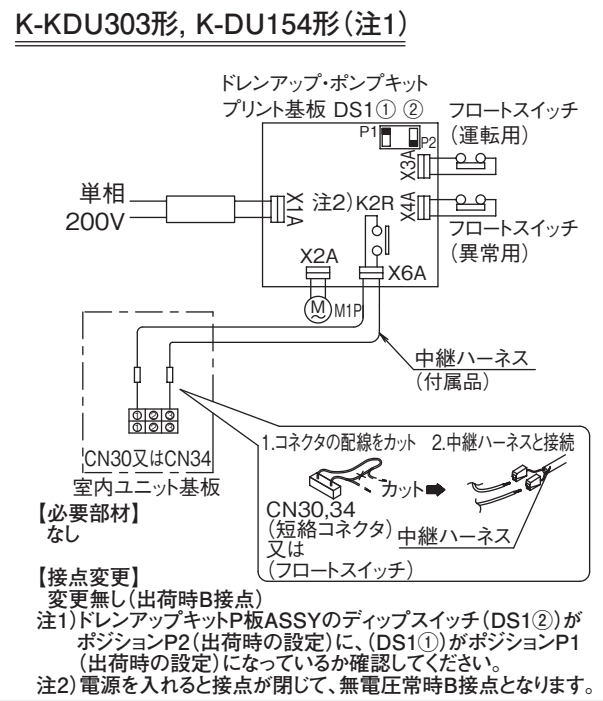 K-KDU303形, K-DU154形(注1)
ドレンアップ・ポンプキット
プリント基板 DS1① ②
フロートスイッチ
(運転用)
P1
P2
X3A
単相
200V
X1A
注2)K2R
X4A
フロートスイッチ
(異常用)
X2A
X6A
M
M1P
中継ハーネス
(付属品)
① ② ③
① ② ③
CN30又はCN34
室内ユニット基板
1.コネクタの配線をカット
2.中継ハーネスと接続
カット
CN30,34
(短絡コネクタ)
又は
(フロートスイッチ)
中継ハーネス
【必要部材】
なし
【接点変更】
変更無し(出荷時B接点)
注1)ドレンアップキットP板ASSYのディップスイッチ(DS1②)が
ポジションP2(出荷時の設定)に、(DS1①)がポジションP1
(出荷時の設定)になっているか確認してください。
注2)電源を入れると接点が閉じて、無電圧常時B接点となります。